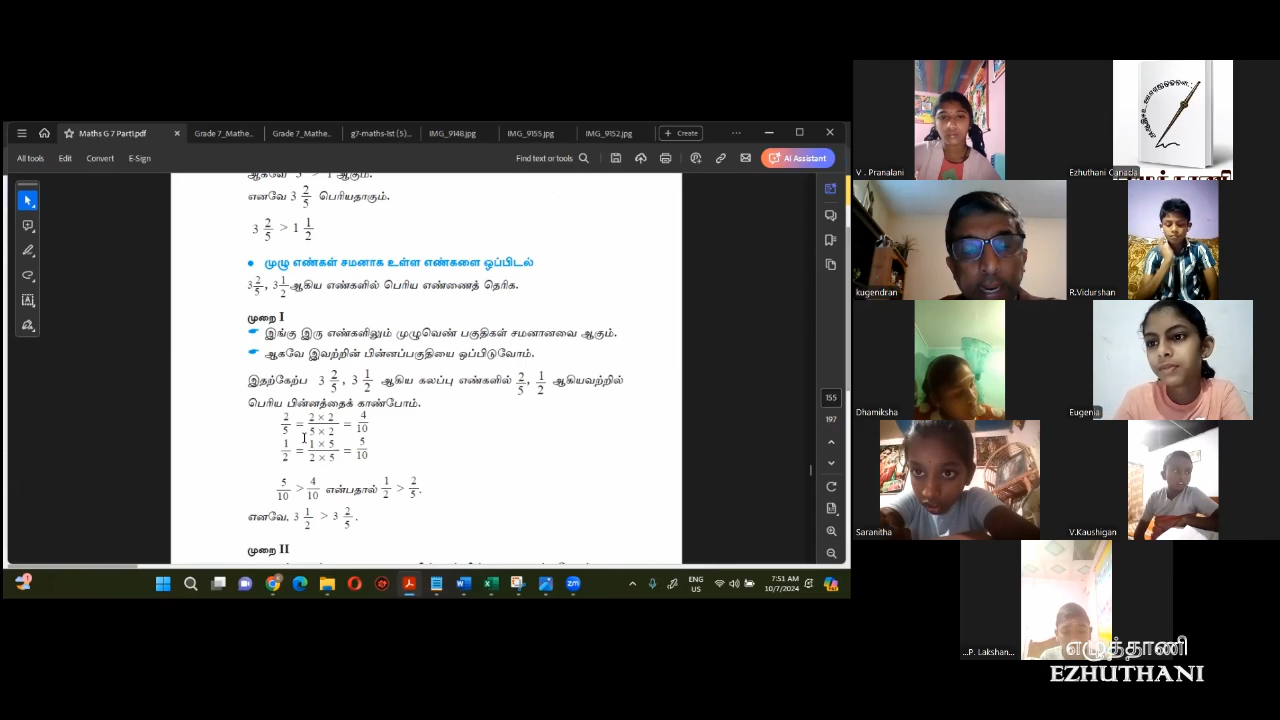 Maths G 7 Part1.pdf
Grade 7_Mathe...
Grade 7_Mathe...
g7-maths-1st (5)...
IMG_9148.jpg
IMG_9155.jpg
IMG_9152.jpg
+ Create
All tools Edit Convert E-Sign
Find text or tools
AI Assistant
ஆகவே 3 > 1 ஆகும்.
எனவே 3 2/5 பெரியதாகும்.
3 2/5 > 1 1/2
• முழு எண்கள் சமனாக உள்ள எண்களை ஒப்பிடல்
3 2/5, 3 1/2 ஆகிய எண்களில் பெரிய எண்ணைத் தெரிக.
முறை I
இங்கு இரு எண்களிலும் முழுவெண் பகுதிகள் சமனானவை ஆகும்.
ஆகவே இவற்றின் பின்னப்பகுதியை ஒப்பிடுவோம்.
இதற்கேற்ப 3 2/5, 3 1/2 ஆகிய கலப்பு எண்களில் 2/5, 1/2 ஆகியவற்றில்
பெரிய பின்னத்தைக் காண்போம்.
2/5 = 2 × 2/5 × 2 = 4/10
1/2 = 1 × 5/2 × 5 = 5/10
5/10 > 4/10 என்பதால் 1/2 > 2/5.
எனவே, 3 1/2 > 3 2/5.
முறை II
155
197
ENG
US
7:51 AM
10/7/2024
V . Pranalani
Ezhuthani Canada
kugendran
R.Vidurshan
Dhamiksha
Eugenia
Saranitha
V.Kaushigan
...P. Lakshan...
எழுத்தாணி
EZHUTHANI